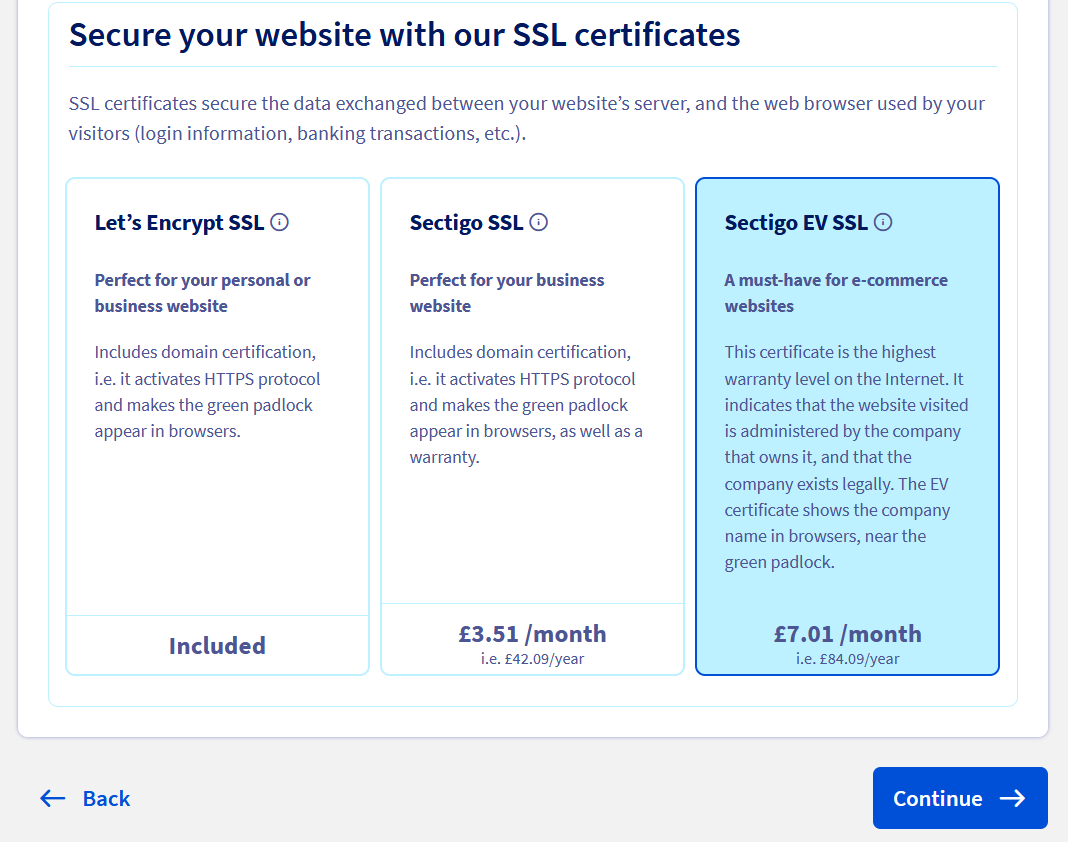 Secure your website with our SSL certificates
SSL certificates secure the data exchanged between your website’s server, and the web browser used by your
visitors (login information, banking transactions, etc.).
Let’s Encrypt SSL
Perfect for your personal or
business website
Includes domain certification,
i.e. it activates HTTPS protocol
and makes the green padlock
appear in browsers.
Included
Sectigo SSL
Perfect for your business
website
Includes domain certification,
i.e. it activates HTTPS protocol
and makes the green padlock
appear in browsers, as well as a
warranty.
£3.51 /month
i.e. £42.09/year
Sectigo EV SSL
A must-have for e-commerce
websites
This certificate is the highest
warranty level on the Internet. It
indicates that the website visited
is administered by the company
that owns it, and that the
company exists legally. The EV
certificate shows the company
name in browsers, near the
green padlock.
£7.01 /month
i.e. £84.09/year
Back
Continue